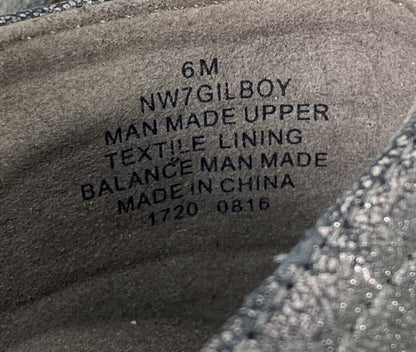 6M
NW7GILBOY
MAN MADE UPPER
TEXTILE LINING
BALANCE MAN MADE
MADE IN CHINA
1720 0816